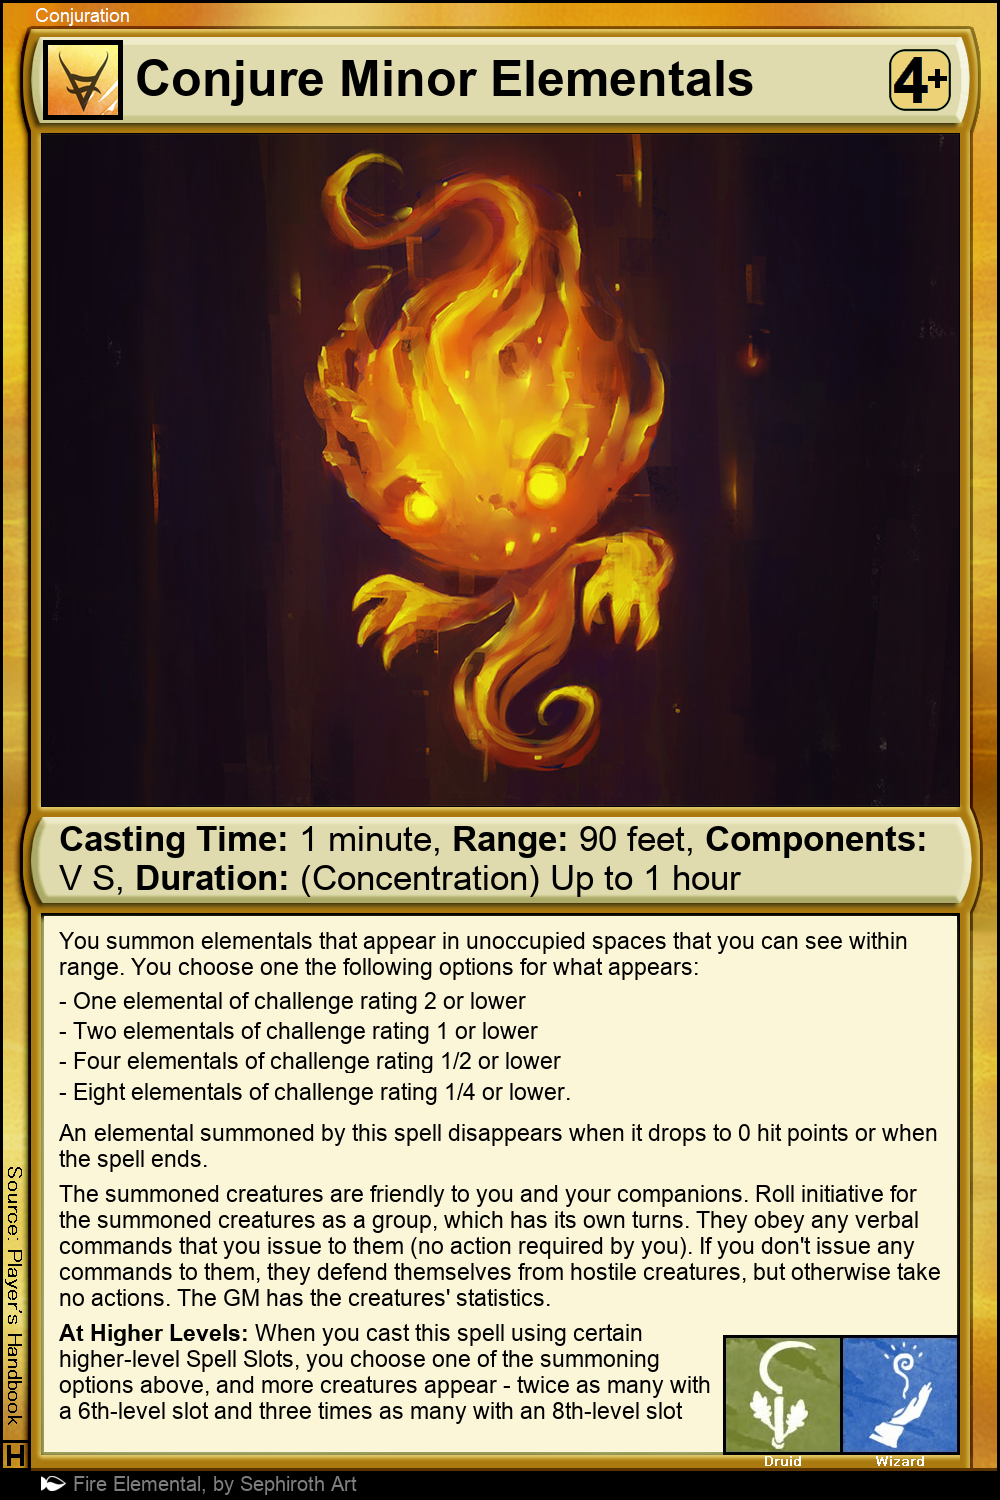 Conjuration
Conjure Minor Elementals
4+
Casting Time: 1 minute, Range: 90 feet, Components:
V S, Duration: (Concentration) Up to 1 hour
You summon elementals that appear in unoccupied spaces that you can see within
range. You choose one the following options for what appears:
- One elemental of challenge rating 2 or lower
- Two elementals of challenge rating 1 or lower
- Four elementals of challenge rating 1/2 or lower
- Eight elementals of challenge rating 1/4 or lower.
An elemental summoned by this spell disappears when it drops to 0 hit points or when
the spell ends.
The summoned creatures are friendly to you and your companions. Roll initiative for
the summoned creatures as a group, which has its own turns. They obey any verbal
commands that you issue to them (no action required by you). If you don't issue any
commands to them, they defend themselves from hostile creatures, but otherwise take
no actions. The GM has the creatures' statistics.
At Higher Levels: When you cast this spell using certain
higher-level Spell Slots, you choose one of the summoning
options above, and more creatures appear - twice as many with
a 6th-level slot and three times as many with an 8th-level slot
Druid
Wizard
Source: Player's Handbook
H
Fire Elemental, by Sephiroth Art